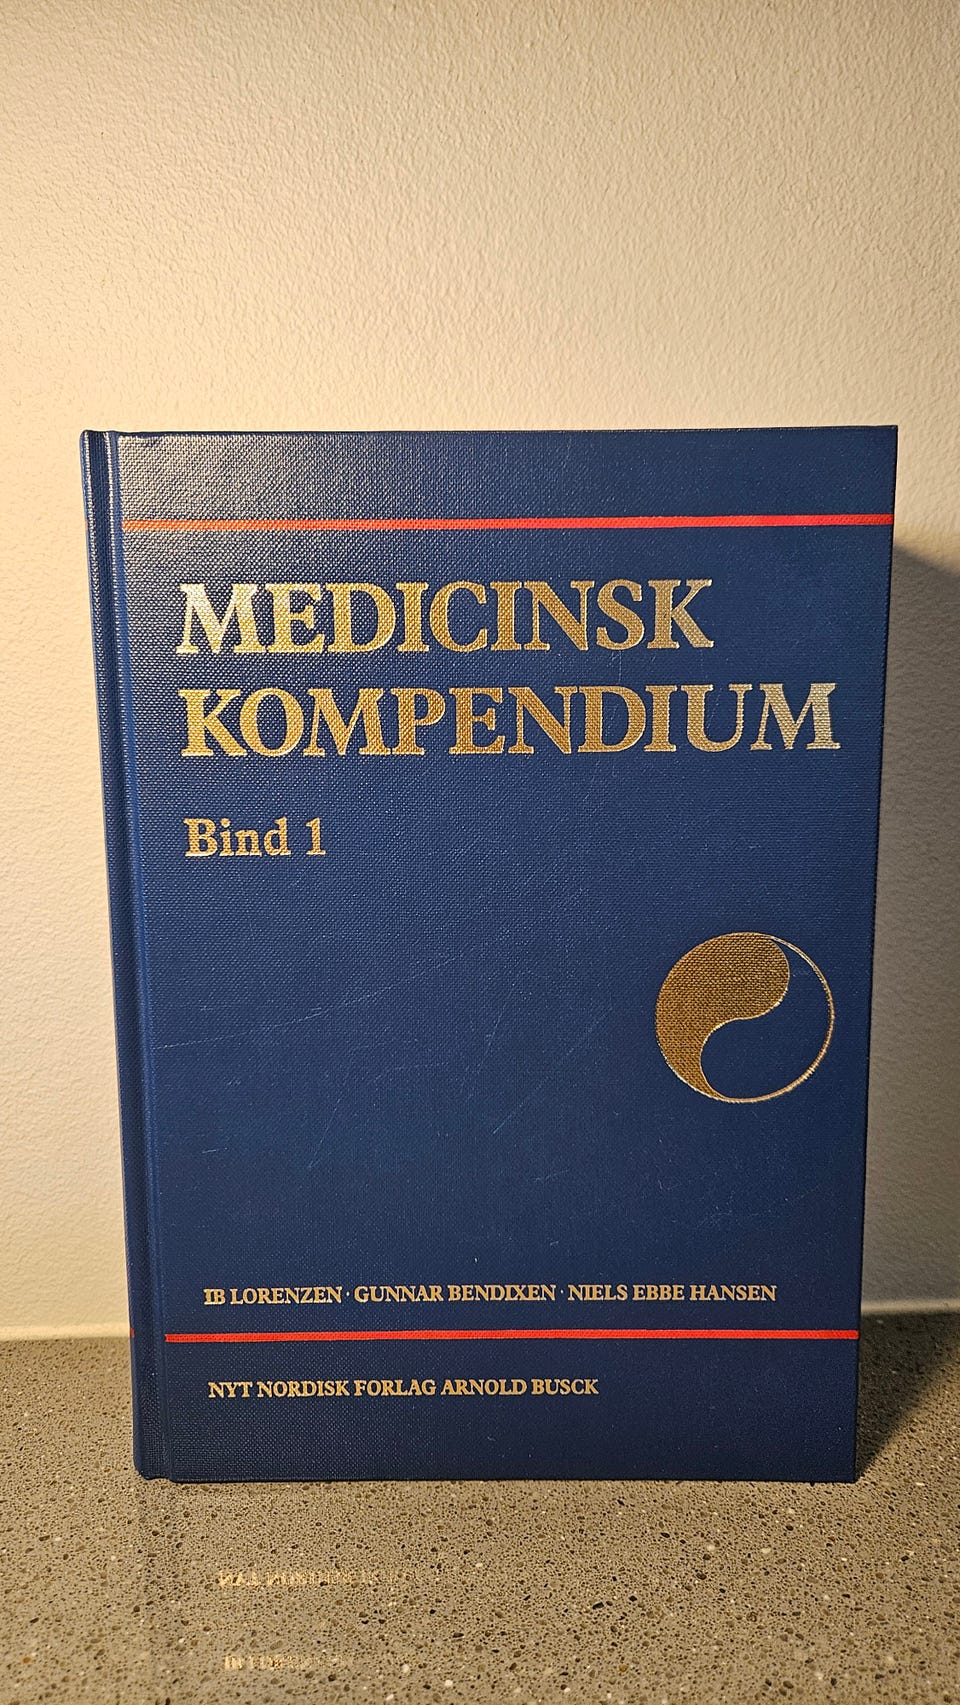 MEDICINSK
KOMPENDIUM
Bind 1
IB LORENZEN · GUNNAR BENDIXEN · NIELS EBBE HANSEN
NYT NORDISK FORLAG ARNOLD BUSCK